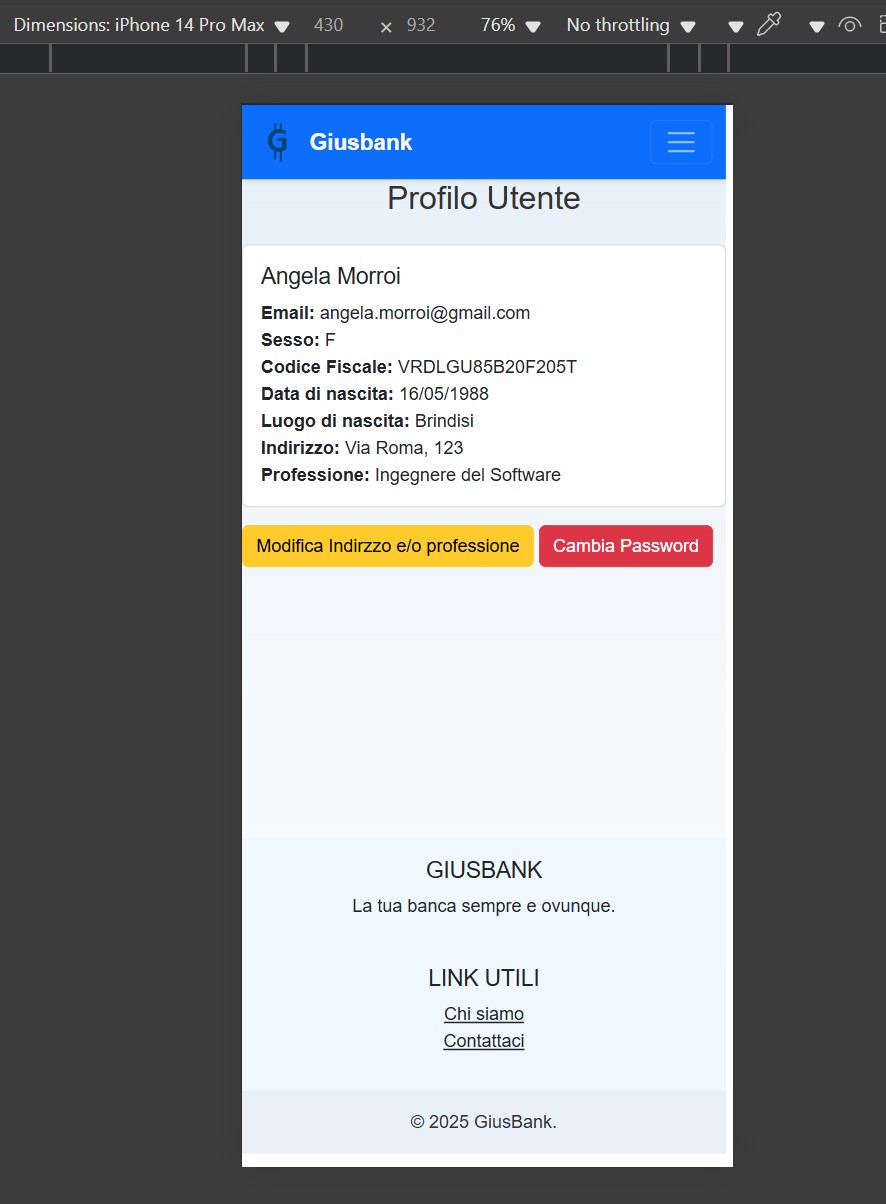 Dimensions: iPhone 14 Pro Max 430 × 932 76% No throttling
Giusbank
Profilo Utente
Angela Morroi
Email: angela.morroi@gmail.com
Sesso: F
Codice Fiscale: VRDLGU85B20F205T
Data di nascita: 16/05/1988
Luogo di nascita: Brindisi
Indirizzo: Via Roma, 123
Professione: Ingegnere del Software
Modifica Indirzzo e/o professione Cambia Password
GIUSBANK
La tua banca sempre e ovunque.
LINK UTILI
Chi siamo
Contattaci
© 2025 GiusBank.